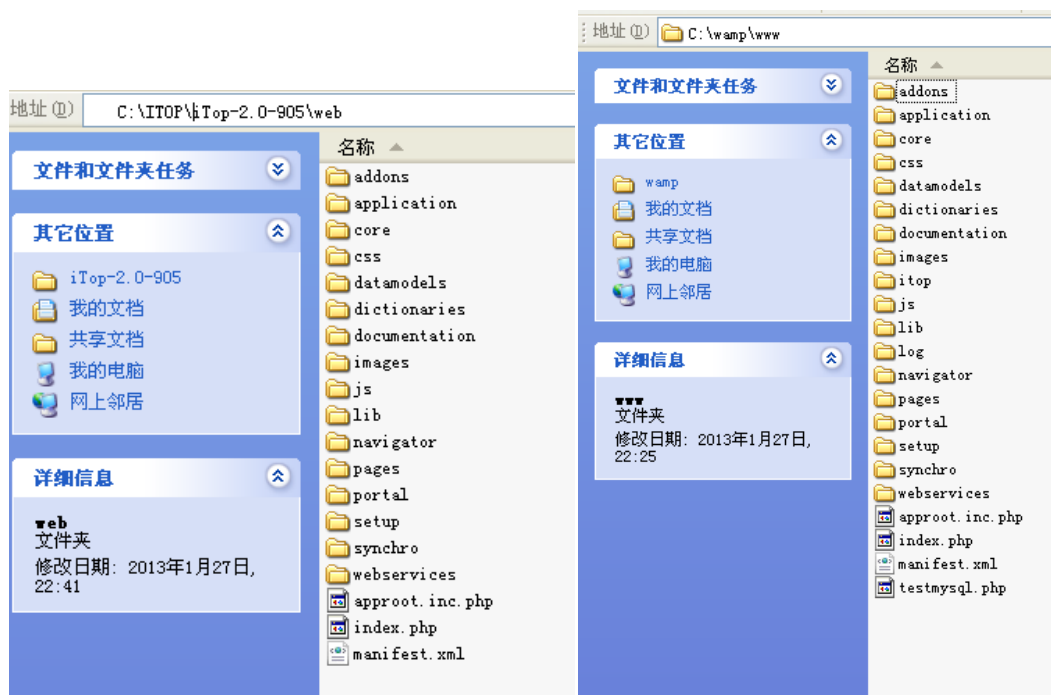 地址(D)
C:\ITOP\iTop-2.0-905\web
文件和文件夹任务
其它位置
iTop-2.0-905
我的文档
共享文档
我的电脑
网上邻居
详细信息
web
文件夹
修改日期: 2013年1月27日,
22:41
名称
addons
application
core
css
datamodels
dictionaries
documentation
images
js
lib
navigator
pages
portal
setup
synchro
webservices
approot.inc.php
index.php
manifest.xml
地址(D)
C:\wamp\www
文件和文件夹任务
其它位置
wamp
我的文档
共享文档
我的电脑
网上邻居
详细信息
www
文件夹
修改日期: 2013年1月27日,
22:25
名称
addons
application
core
css
datamodels
dictionaries
documentation
images
itop
js
lib
log
navigator
pages
portal
setup
synchro
webservices
approot.inc.php
index.php
manifest.xml
testmysql.php